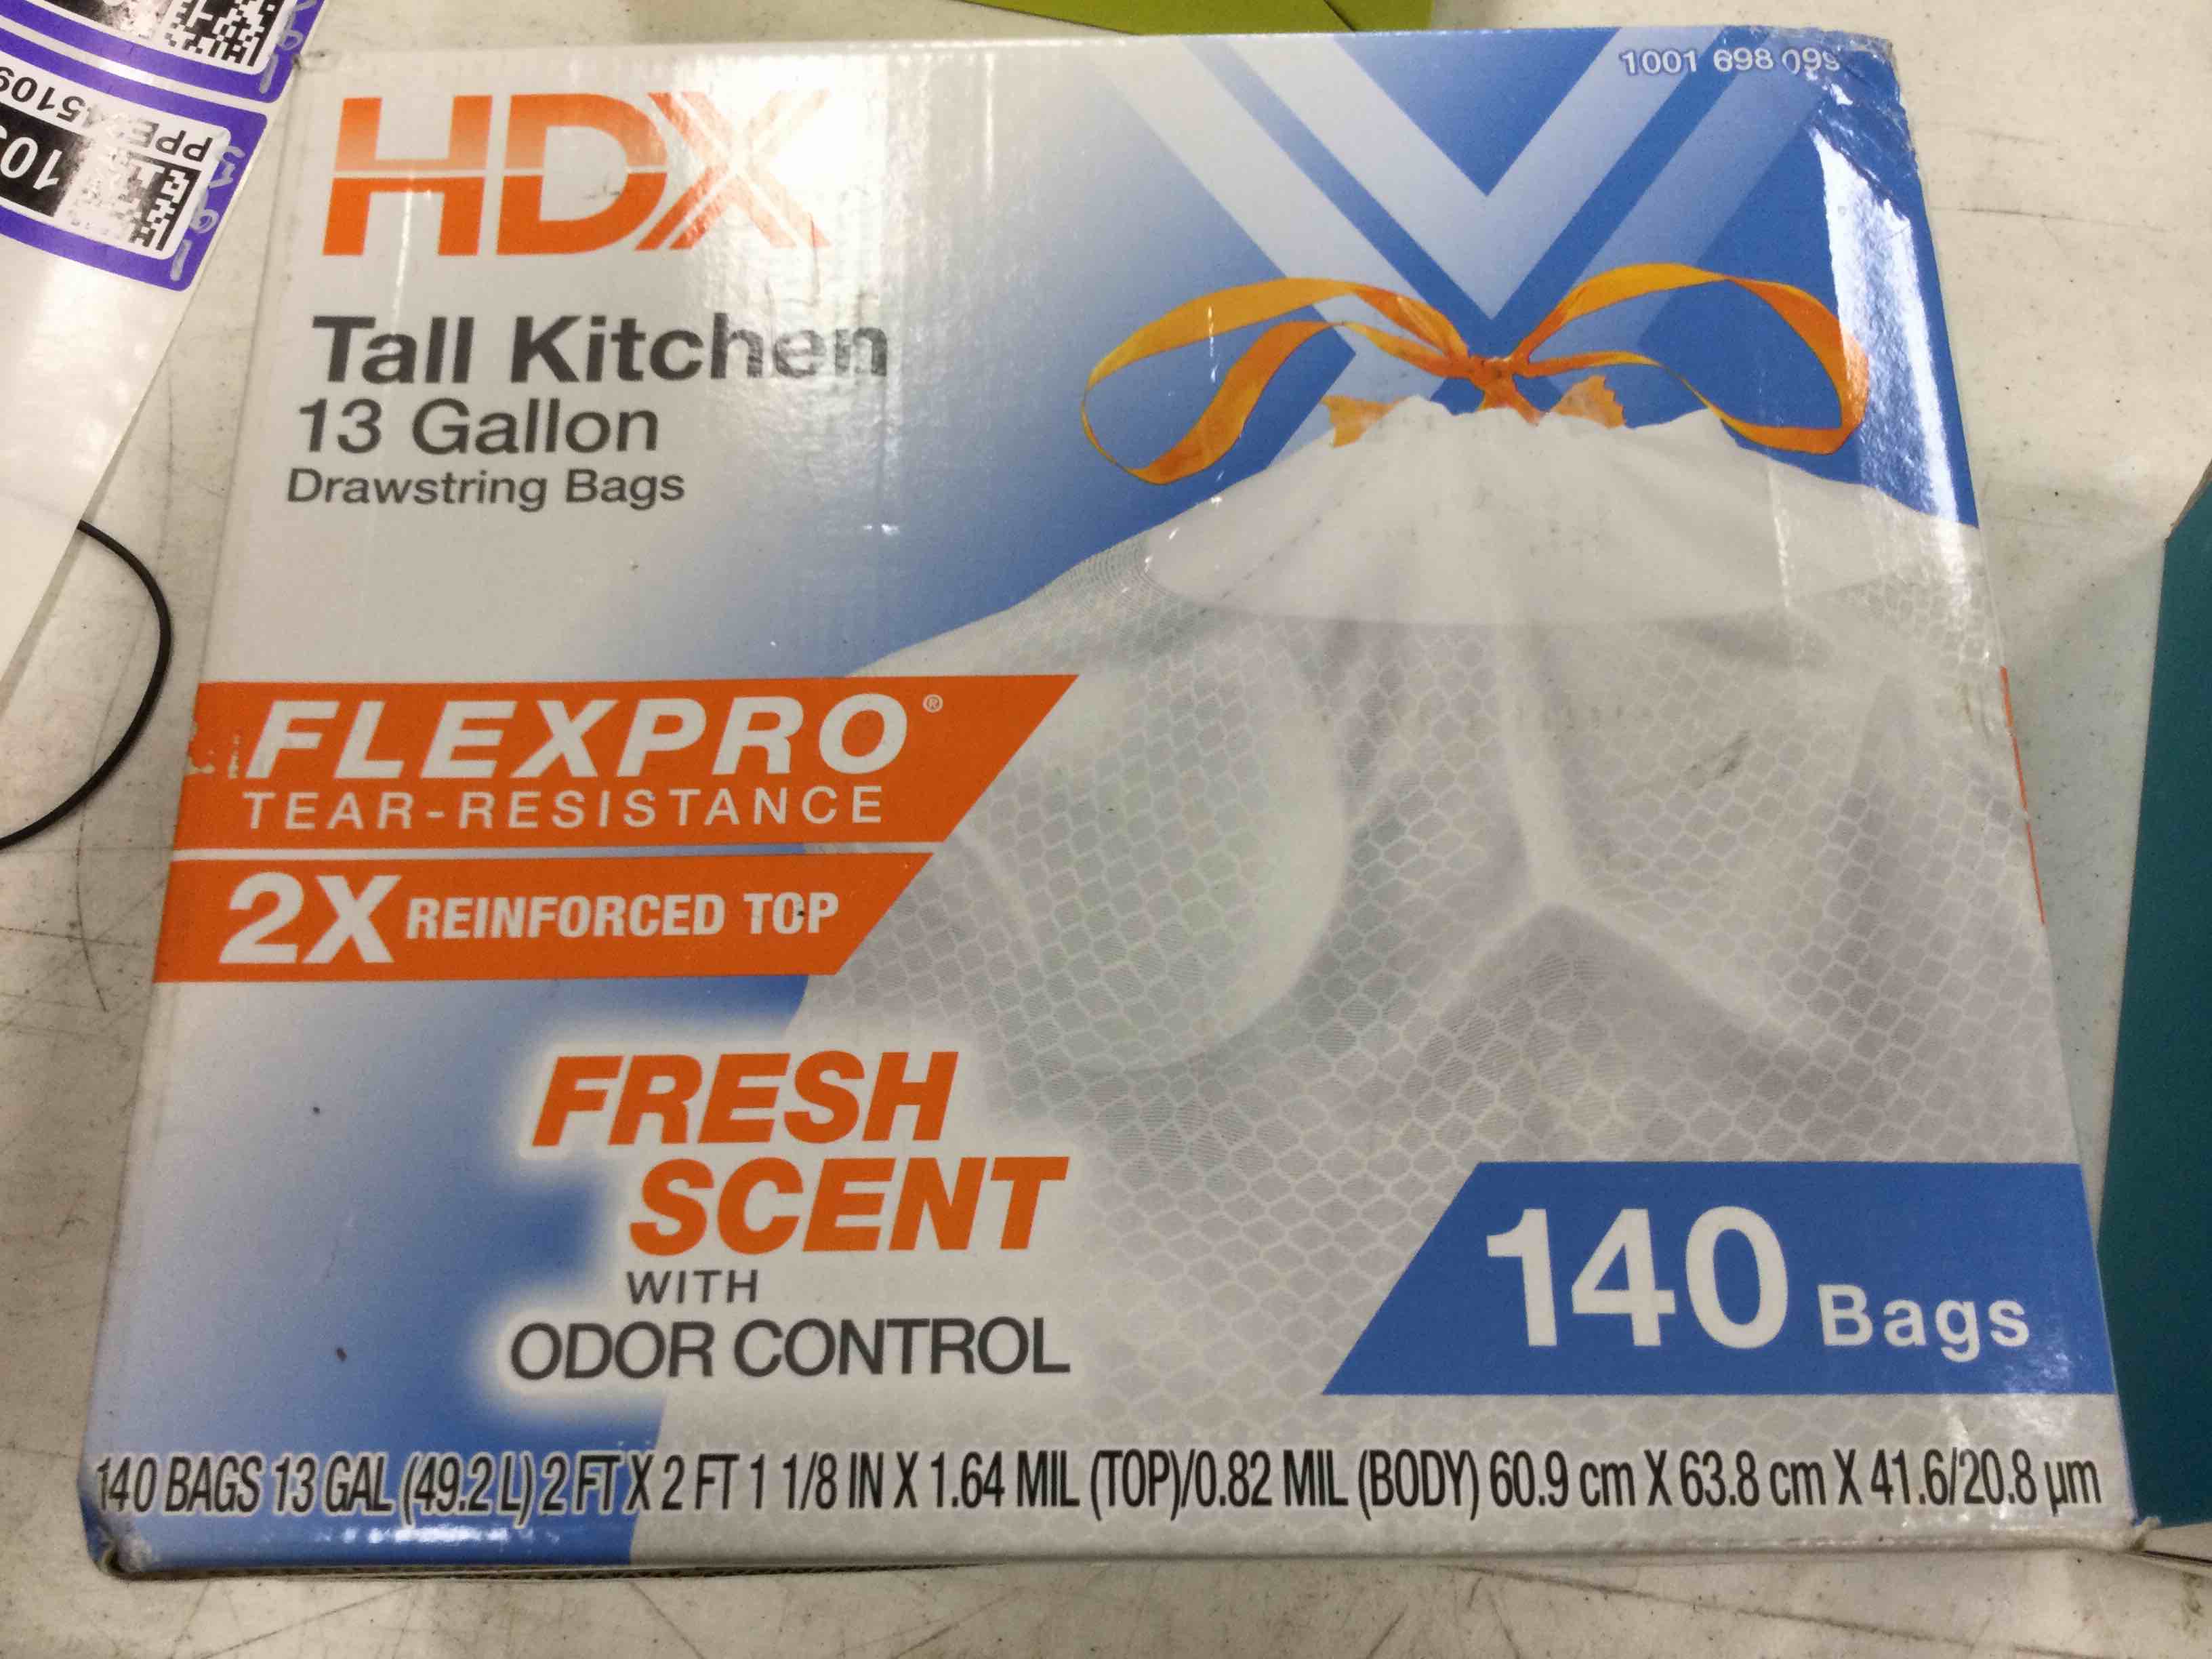 1001 698 099
HDX
Tall Kitchen
13 Gallon
Drawstring Bags
FLEXPRO®
TEAR-RESISTANCE
2X REINFORCED TOP
FRESH
SCENT
WITH
ODOR CONTROL
140 Bags
140 BAGS 13 GAL (49.2 L) 2 FT X 2 FT 1 1/8 IN X 1.64 MIL (TOP)/0.82 MIL (BODY) 60.9 cm X 63.8 cm X 41.6/20.8 µm